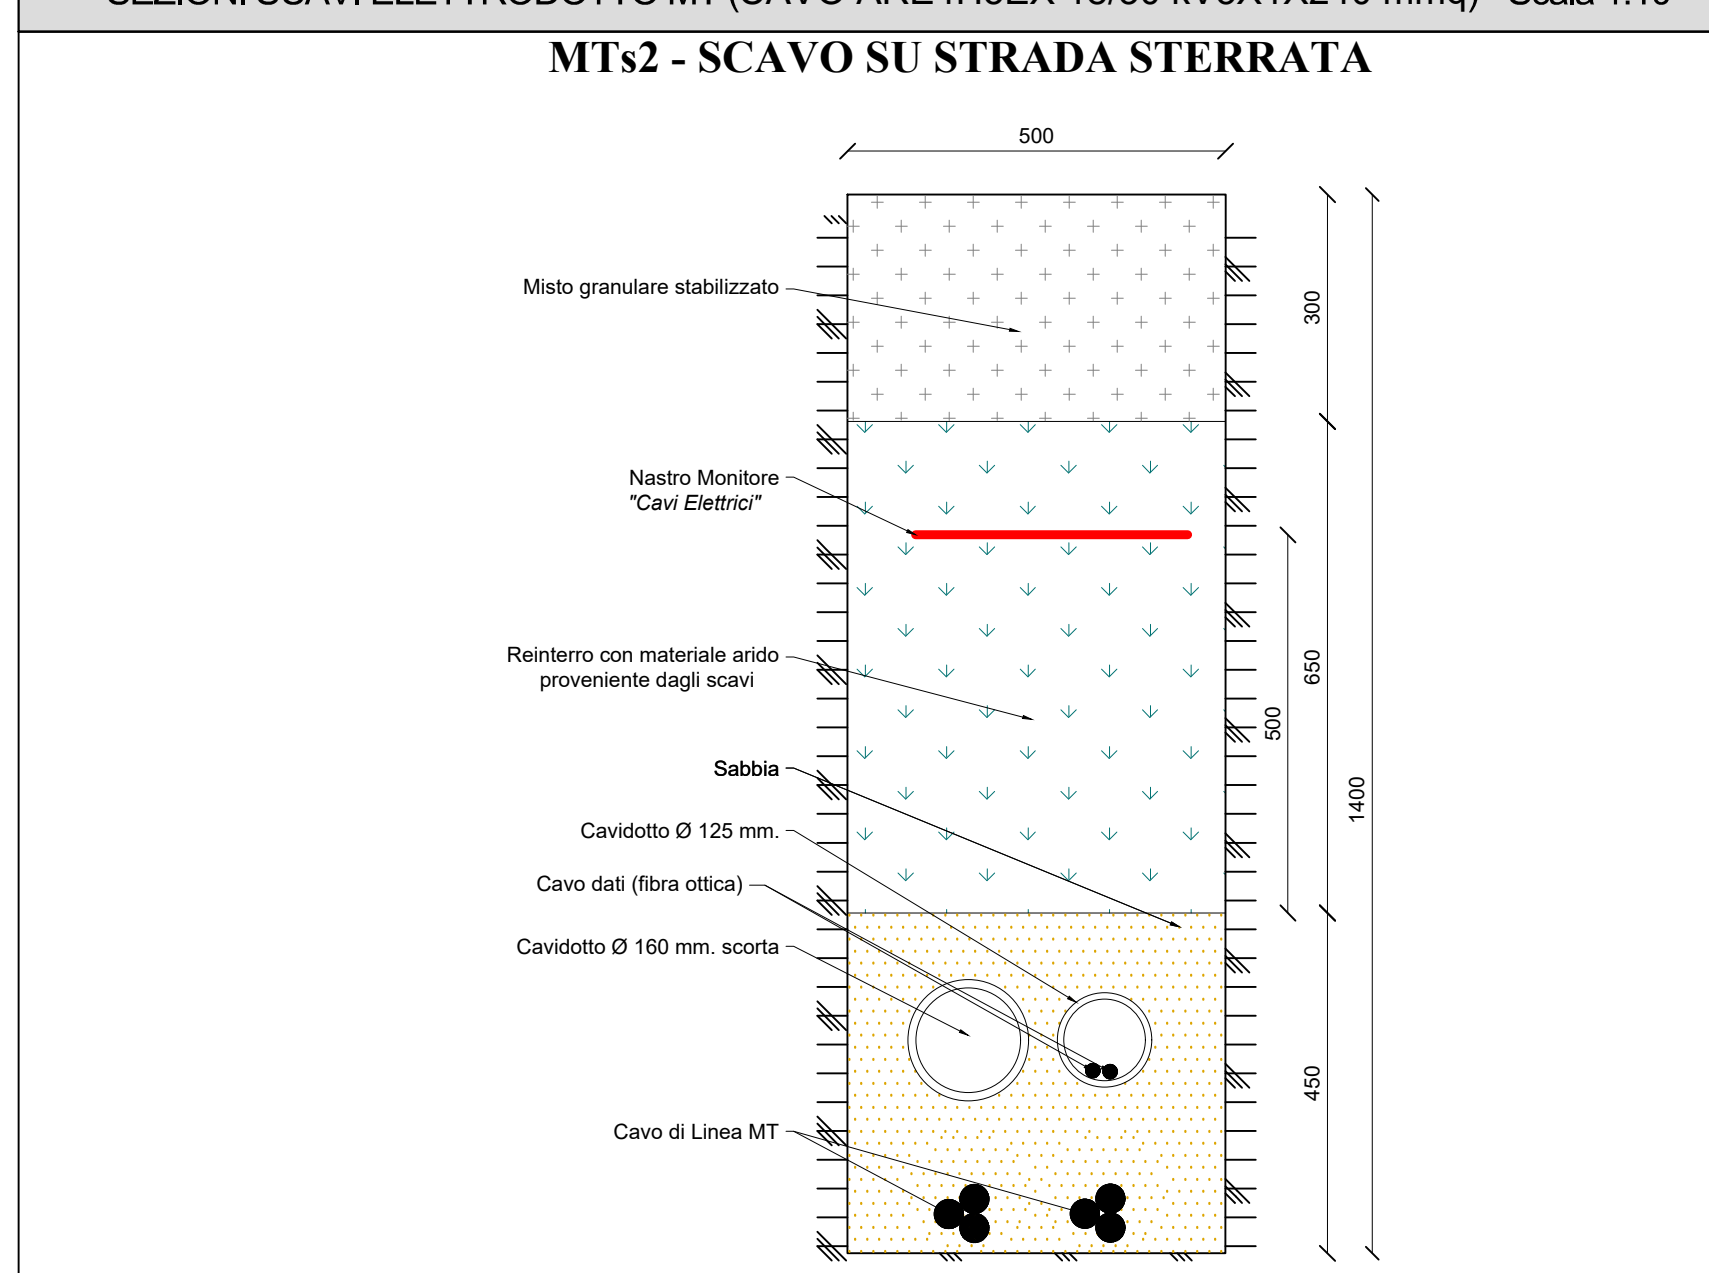 MTs2 - SCAVO SU STRADA STERRATA
500
Misto granulare stabilizzato
300
Nastro Monitore
"Cavi Elettrici"
Reinterro con materiale arido
proveniente dagli scavi
650
500
Sabbia
1400
Cavidotto Ø 125 mm.
Cavo dati (fibra ottica)
Cavidotto Ø 160 mm. scorta
450
Cavo di Linea MT